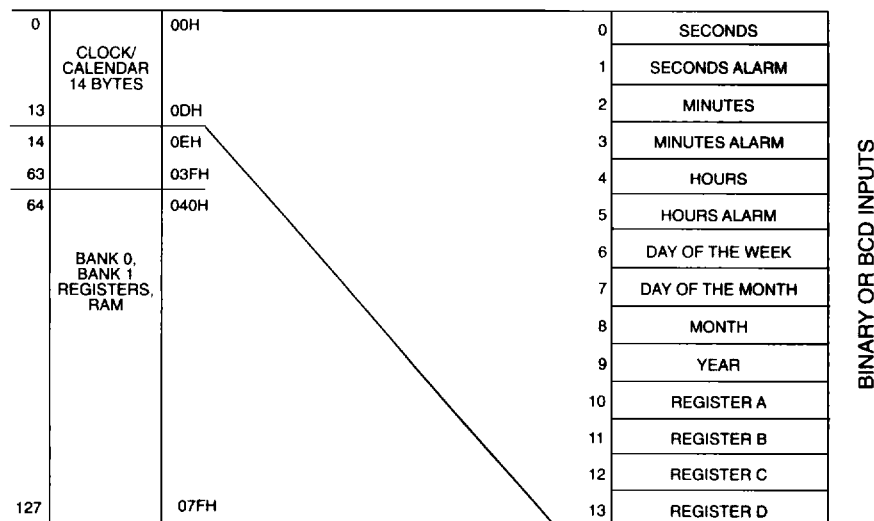 0
CLOCK/
CALENDAR
14 BYTES
00H
13
0DH
14
0EH
63
03FH
64
040H
BANK 0,
BANK 1
REGISTERS,
RAM
127
07FH
0 SECONDS
1 SECONDS ALARM
2 MINUTES
3 MINUTES ALARM
4 HOURS
5 HOURS ALARM
6 DAY OF THE WEEK
7 DAY OF THE MONTH
8 MONTH
9 YEAR
10 REGISTER A
11 REGISTER B
12 REGISTER C
13 REGISTER D
BINARY OR BCD INPUTS